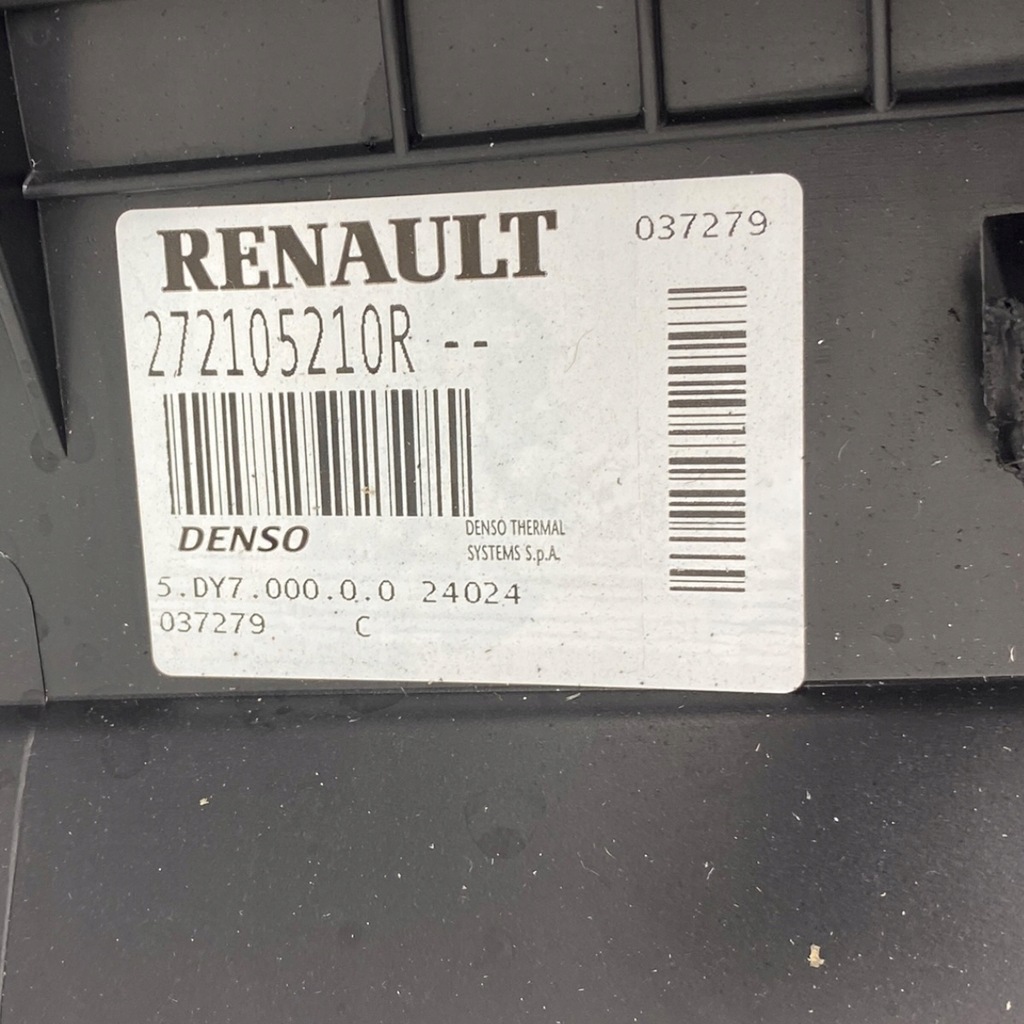 RENAULT
037279
272105210R --
DENSO
DENSO THERMAL
SYSTEMS S.p.A.
5.DY7.000.0.0 24024
037279 C